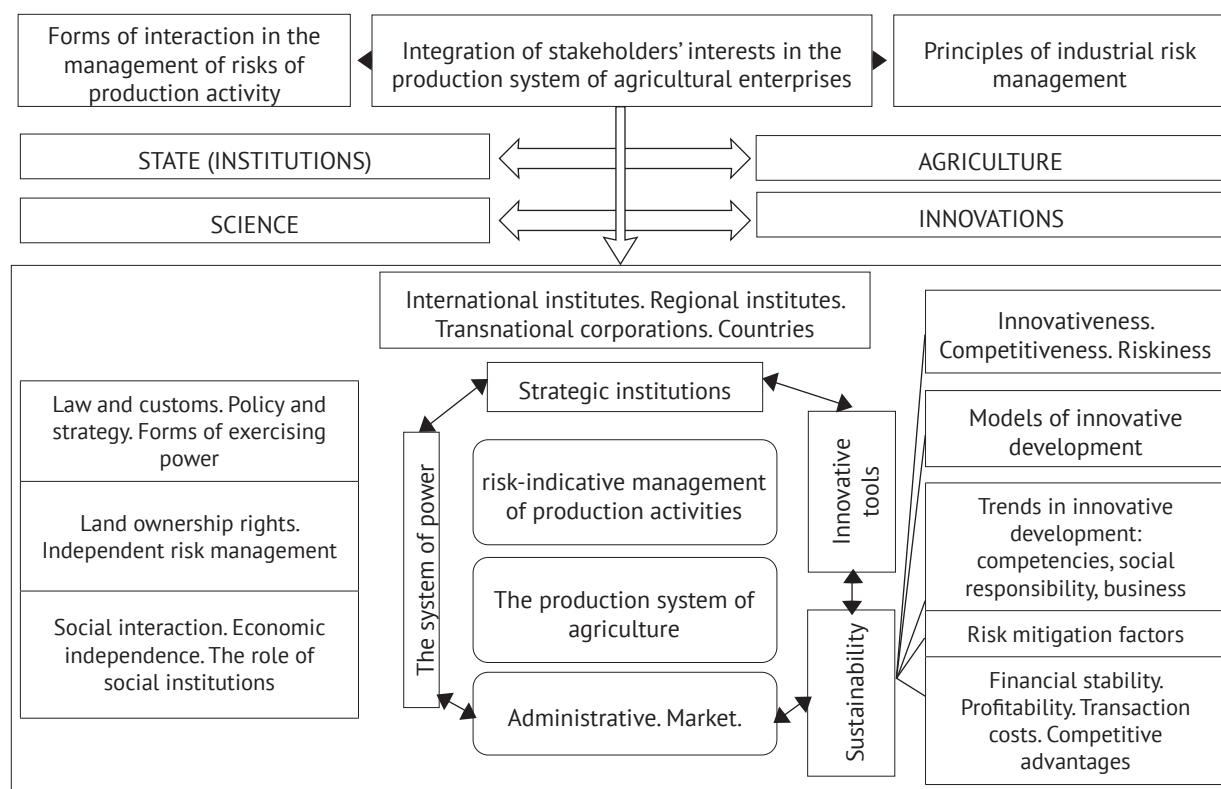 Forms of interaction in the
management of risks of
production activity
Integration of stakeholders’ interests in the
production system of agricultural enterprises
Principles of industrial risk
management
STATE (INSTITUTIONS)
AGRICULTURE
SCIENCE
INNOVATIONS
International institutes. Regional institutes.
Transnational corporations. Countries
Law and customs. Policy and
strategy. Forms of exercising
power
Land ownership rights.
Independent risk management
Social interaction. Economic
independence. The role of
social institutions
The system of power
Strategic institutions
risk-indicative management
of production activities
The production system of
agriculture
Administrative. Market.
Innovative
tools
Sustainability
Innovativeness.
Competitiveness. Riskiness
Models of innovative
development
Trends in innovative
development:
competencies, social
responsibility, business
Risk mitigation factors
Financial stability.
Profitability. Transaction
costs. Competitive
advantages